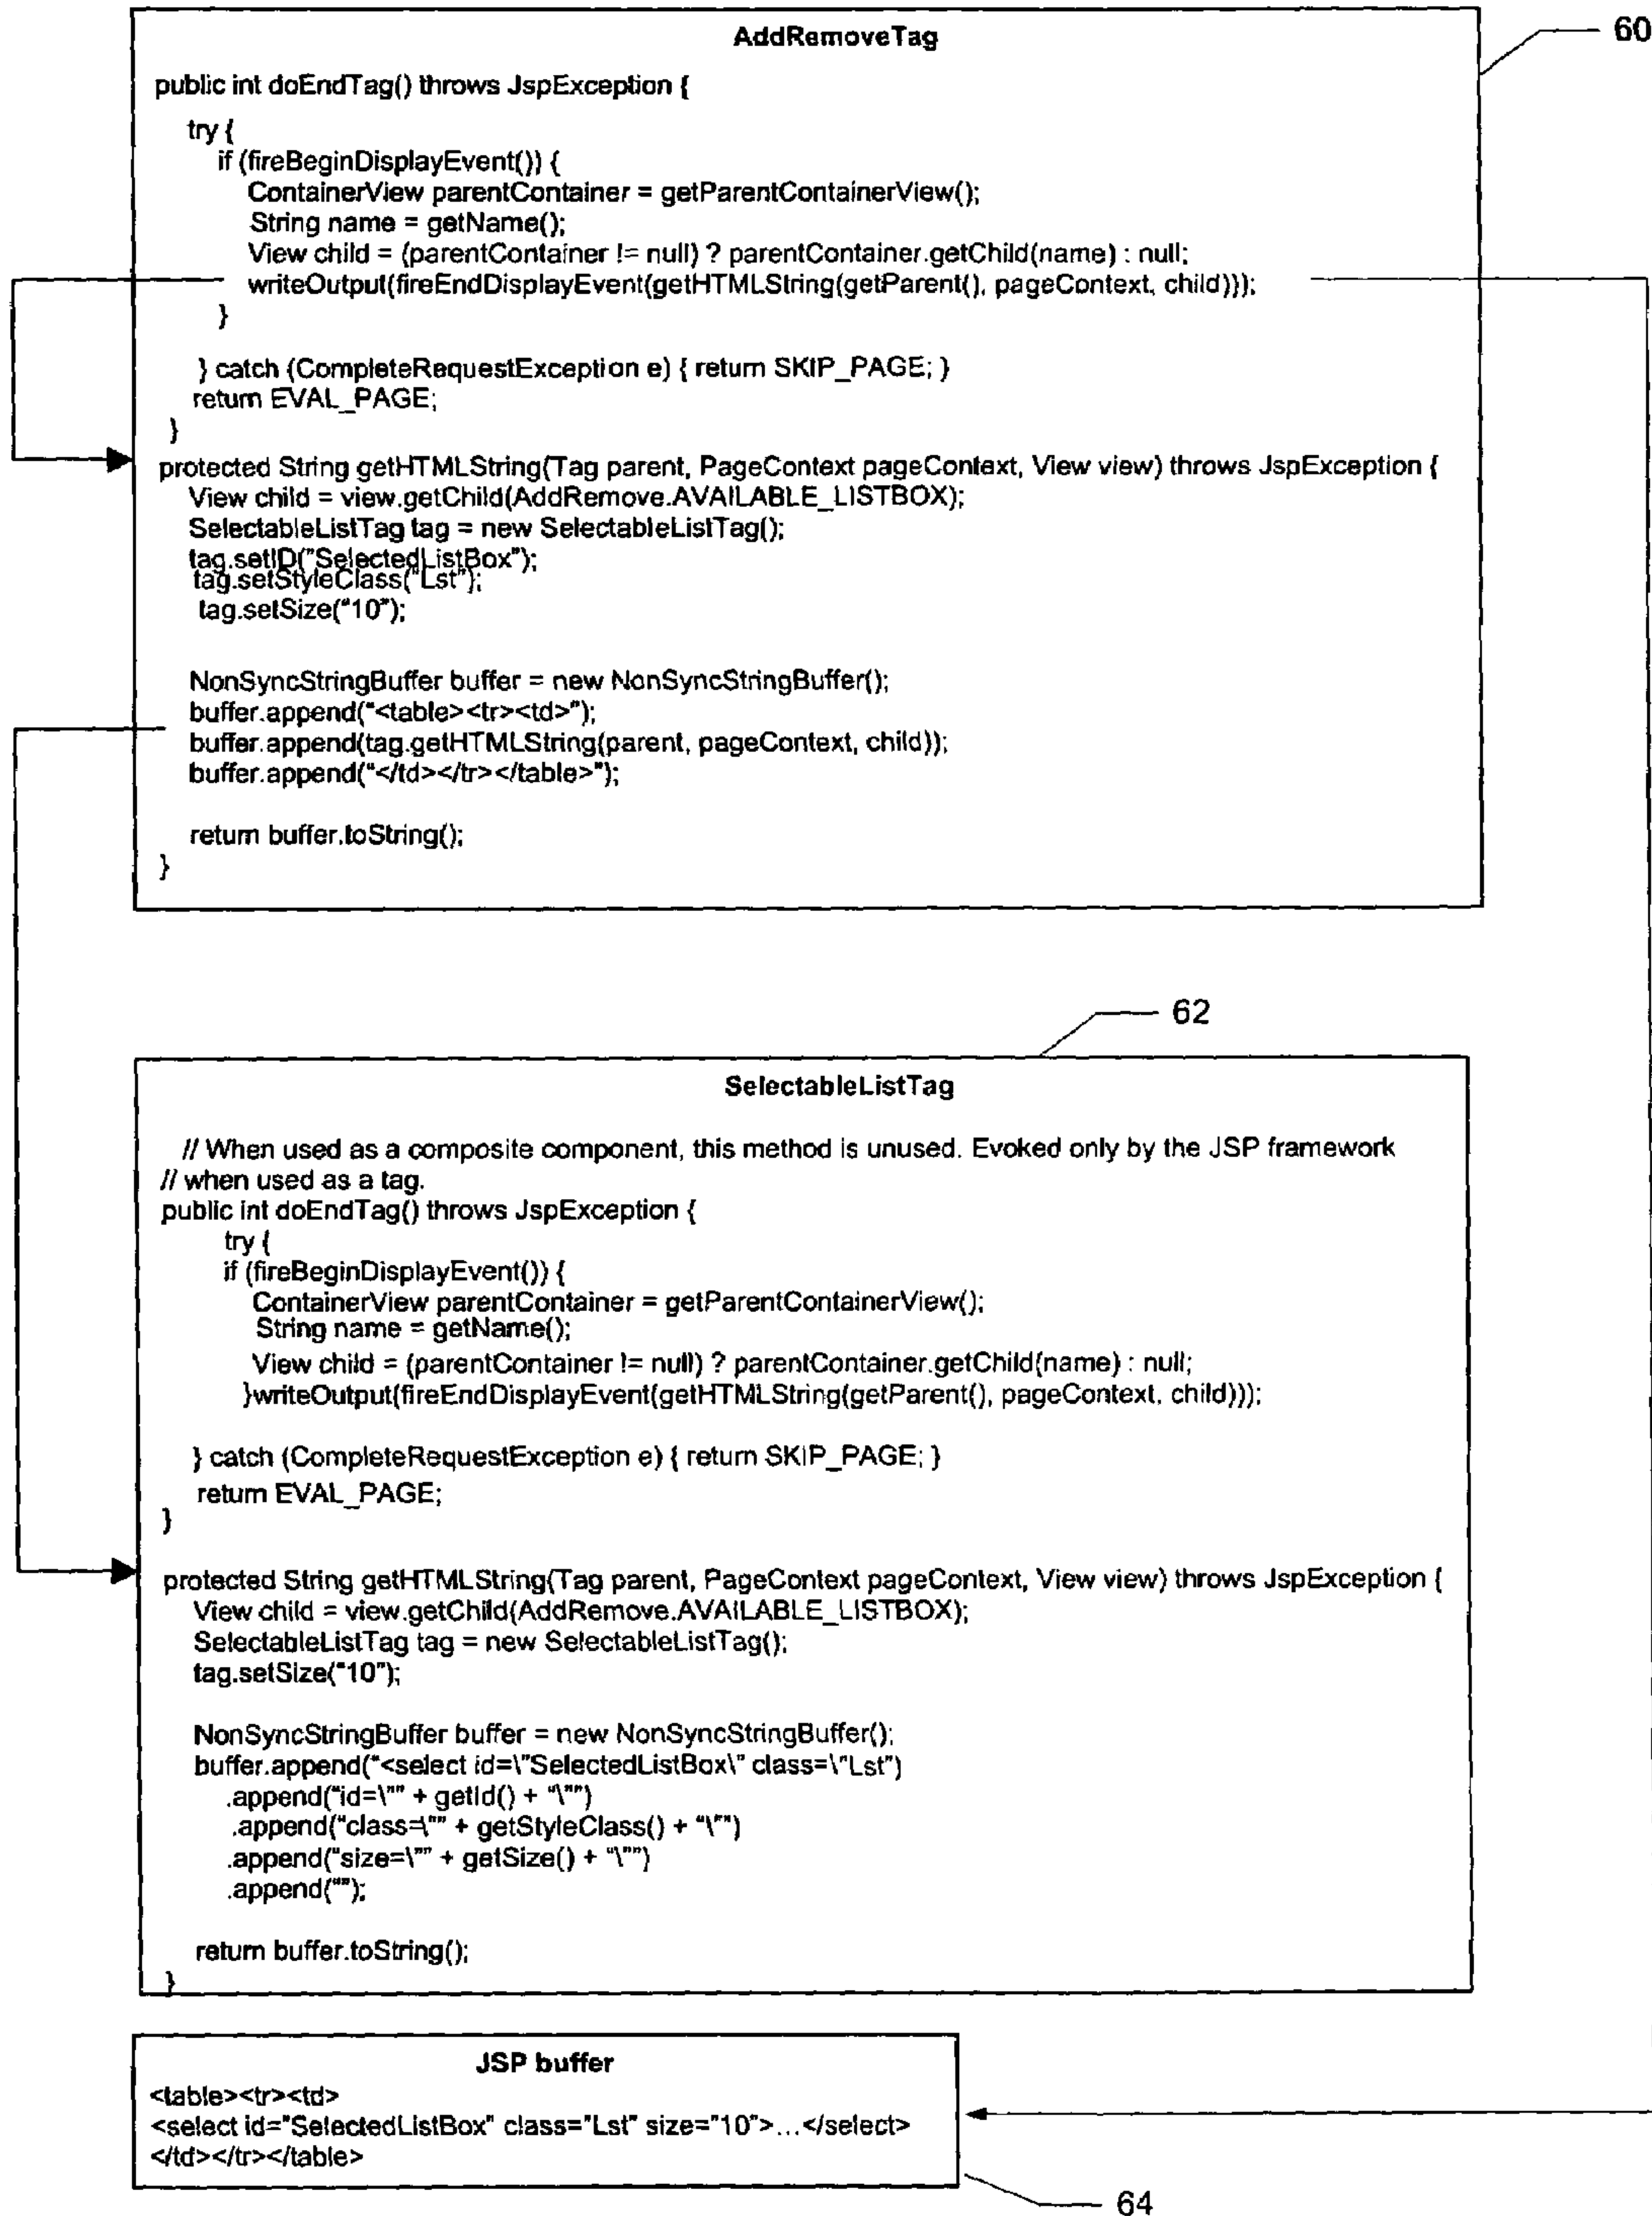 AddRemoveTag
60
public int doEndTag() throws JspException {
try {
if (fireBeginDisplayEvent()) {
ContainerView parentContainer = getParentContainerView();
String name = getName();
View child = (parentContainer != null) ? parentContainer.getChild(name) : null;
writeOutput(fireEndDisplayEvent(getHTMLString(getParent(), pageContext, child)));
}
} catch (CompleteRequestException e) { return SKIP_PAGE; }
return EVAL_PAGE;
}
protected String getHTMLString(Tag parent, PageContext pageContext, View view) throws JspException {
View child = view.getChild(AddRemove.AVAILABLE_LISTBOX);
SelectableListTag tag = new SelectableListTag();
tag.setID("SelectedListBox");
tag.setStyleClass("Lst");
tag.setSize("10");
NonSyncStringBuffer buffer = new NonSyncStringBuffer();
buffer.append("<table><tr><td>");
buffer.append(tag.getHTMLString(parent, pageContext, child));
buffer.append("</td></tr></table>");
return buffer.toString();
}
62
SelectableListTag
// When used as a composite component, this method is unused. Evoked only by the JSP framework
// when used as a tag.
public int doEndTag() throws JspException {
try {
if (fireBeginDisplayEvent()) {
ContainerView parentContainer = getParentContainerView();
String name = getName();
View child = (parentContainer != null) ? parentContainer.getChild(name) : null;
}writeOutput(fireEndDisplayEvent(getHTMLString(getParent(), pageContext, child)));
} catch (CompleteRequestException e) { return SKIP_PAGE; }
return EVAL_PAGE;
}
protected String getHTMLString(Tag parent, PageContext pageContext, View view) throws JspException {
View child = view.getChild(AddRemove.AVAILABLE_LISTBOX);
SelectableListTag tag = new SelectableListTag();
tag.setSize("10");
NonSyncStringBuffer buffer = new NonSyncStringBuffer();
buffer.append("<select id=\"SelectedListBox\" class=\"Lst")
.append("id=\"" + getId() + "\"")
.append("class=\"" + getStyleClass() + "\"")
.append("size=\"" + getSize() + "\"")
.append("");
return buffer.toString();
}
JSP buffer
<table><tr><td>
<select id="SelectedListBox" class="Lst" size="10">...</select>
</td></tr></table>
64